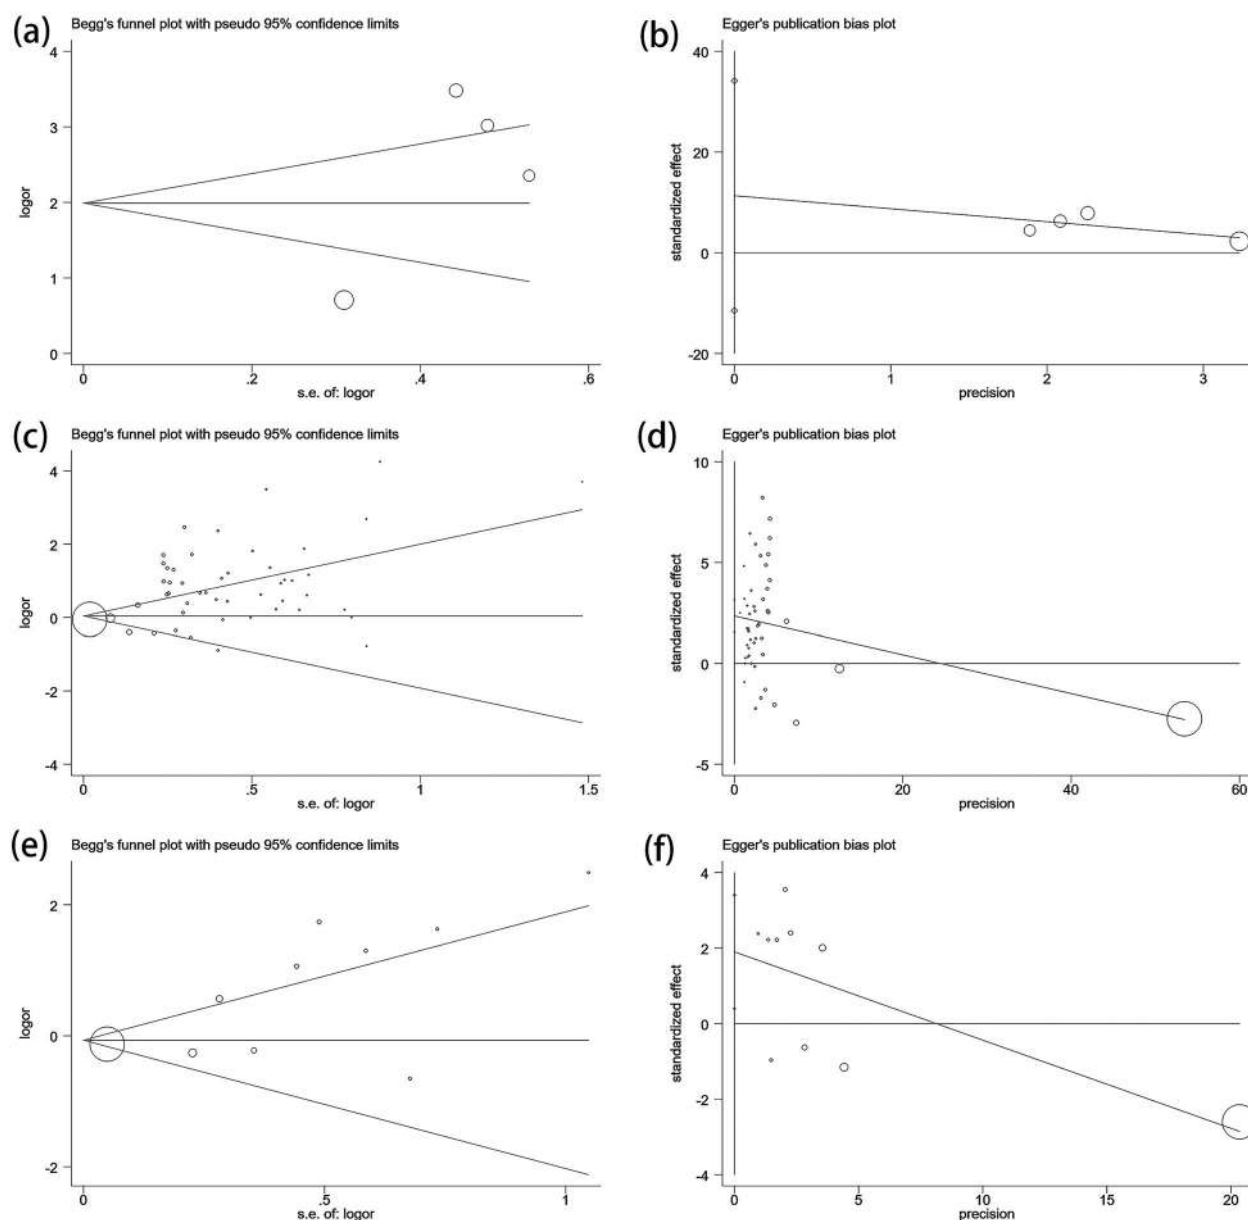 (a) Begg's funnel plot with pseudo 95% confidence limits
4
3
2
1
0
logor
0 .2 .4 .6
s.e. of: logor
(b) Egger's publication bias plot
40
20
0
-20
standardized effect
0 1 2 3
precision
(c) Begg's funnel plot with pseudo 95% confidence limits
4
2
0
-2
-4
logor
0 .5 1 1.5
s.e. of: logor
(d) Egger's publication bias plot
10
5
0
-5
standardized effect
0 20 40 60
precision
(e) Begg's funnel plot with pseudo 95% confidence limits
2
0
-2
logor
0 .5 1
s.e. of: logor
(f) Egger's publication bias plot
4
2
0
-2
-4
standardized effect
0 5 10 15 20
precision